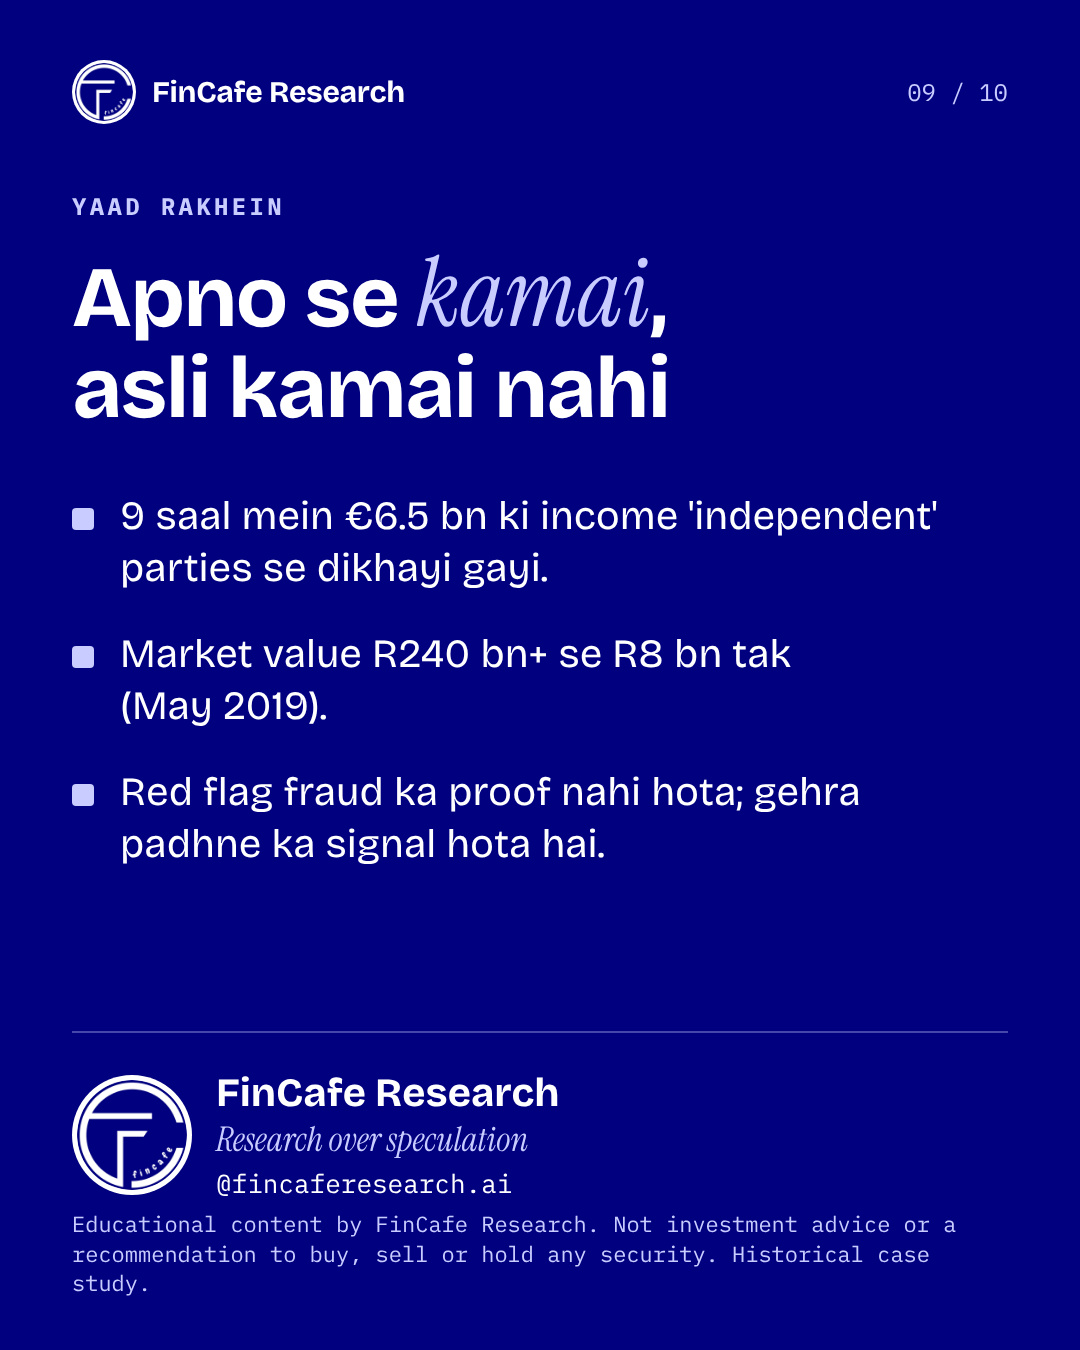 FinCafe Research
09 / 10
YAAD RAKHEIN
Apno se kamai,
asli kamai nahi
9 saal mein €6.5 bn ki income 'independent'
parties se dikhayi gayi.
Market value R240 bn+ se R8 bn tak
(May 2019).
Red flag fraud ka proof nahi hota; gehra
padhne ka signal hota hai.
fincafe
FinCafe Research
Research over speculation
@fincaferesearch.ai
Educational content by FinCafe Research. Not investment advice or a
recommendation to buy, sell or hold any security. Historical case
study.